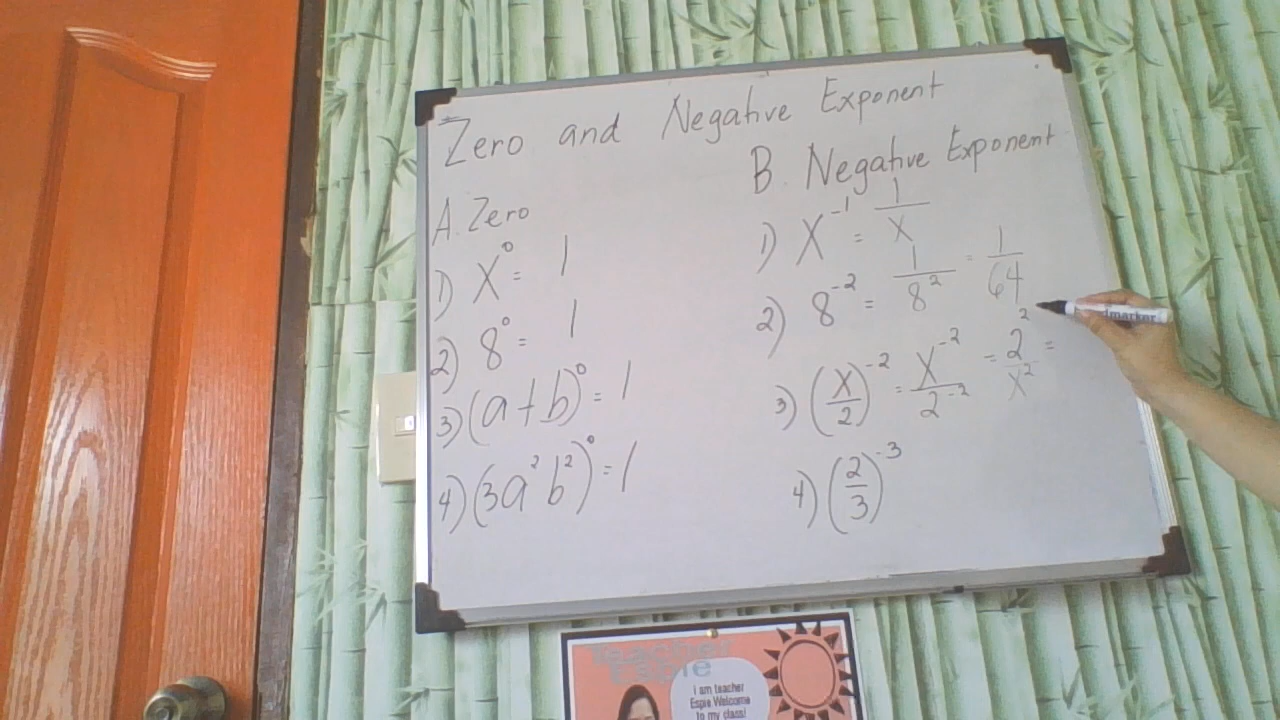 Zero and Negative Exponent
A. Zero
1) X⁰ = 1
2) 8⁰ = 1
3) (a + b)⁰ = 1
4) (3a²b²)⁰ = 1
B. Negative Exponent
1) X⁻¹ = 1/X
2) 8⁻² = 1/8² = 1/64
3) (X/2)⁻² = X⁻²/2⁻² = 2²/X² =
4) (2/3)⁻³
Teacher
Espie
I am teacher
Espie Welcome
to my class!